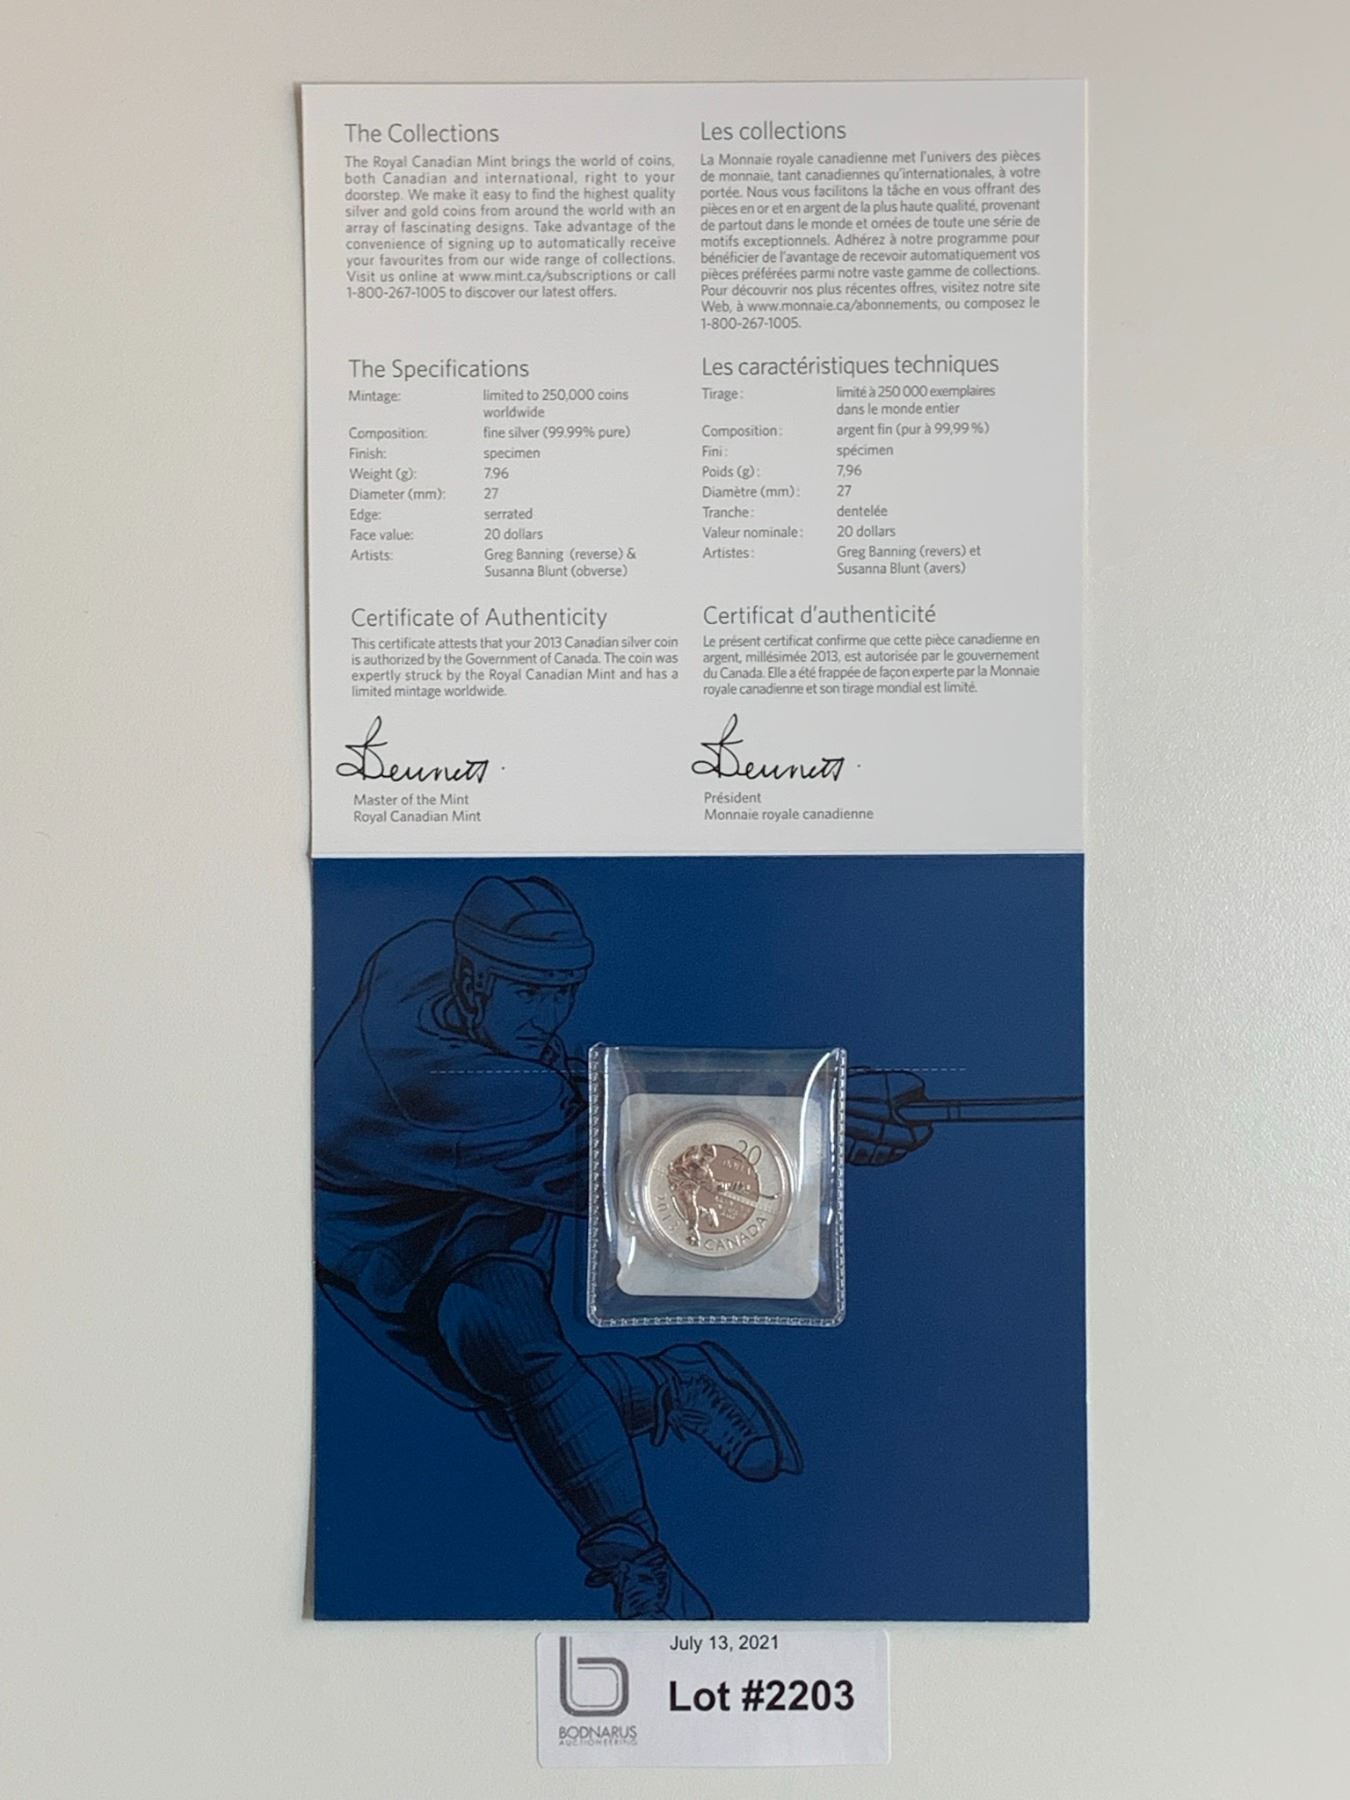 The Collections
The Royal Canadian Mint brings the world of coins,
both Canadian and international, right to your
doorstep. We make it easy to find the highest quality
silver and gold coins from around the world with an
array of fascinating designs. Take advantage of the
convenience of signing up to automatically receive
your favourites from our wide range of collections.
Visit us online at www.mint.ca/subscriptions or call
1-800-267-1005 to discover our latest offers.
Les collections
La Monnaie royale canadienne met l'univers des pièces
de monnaie, tant canadiennes qu'internationales, à votre
portée. Nous vous facilitons la tâche en vous offrant des
pièces en or et en argent de la plus haute qualité, provenant
de partout dans le monde et ornées de toute une série de
motifs exceptionnels. Adhérez à notre programme pour
bénéficier de l'avantage de recevoir automatiquement vos
pièces préférées parmi notre vaste gamme de collections.
Pour découvrir nos plus récentes offres, visitez notre site
Web, à www.monnaie.ca/abonnements, ou composez le
1-800-267-1005.
The Specifications
Mintage: limited to 250,000 coins
worldwide
Composition: fine silver (99.99% pure)
Finish: specimen
Weight (g): 7.96
Diameter (mm): 27
Edge: serrated
Face value: 20 dollars
Artists: Greg Banning (reverse) &
Susanna Blunt (obverse)
Les caractéristiques techniques
Tirage : limité à 250 000 exemplaires
dans le monde entier
Composition : argent fin (pur à 99,99 %)
Fini : spécimen
Poids (g) : 7,96
Diamètre (mm) : 27
Tranche : dentelée
Valeur nominale : 20 dollars
Artistes : Greg Banning (revers) et
Susanna Blunt (avers)
Certificate of Authenticity
This certificate attests that your 2013 Canadian silver coin
is authorized by the Government of Canada. The coin was
expertly struck by the Royal Canadian Mint and has a
limited mintage worldwide.
Bennett
Master of the Mint
Royal Canadian Mint
Certificat d'authenticité
Le présent certificat confirme que cette pièce canadienne en
argent, millésimée 2013, est autorisée par le gouvernement
du Canada. Elle a été frappée de façon experte par la Monnaie
royale canadienne et son tirage mondial est limité.
Bennett
Président
Monnaie royale canadienne
20
2013
CANADA
July 13, 2021
Lot #2203
BODNARUS
AUCTIONEERING